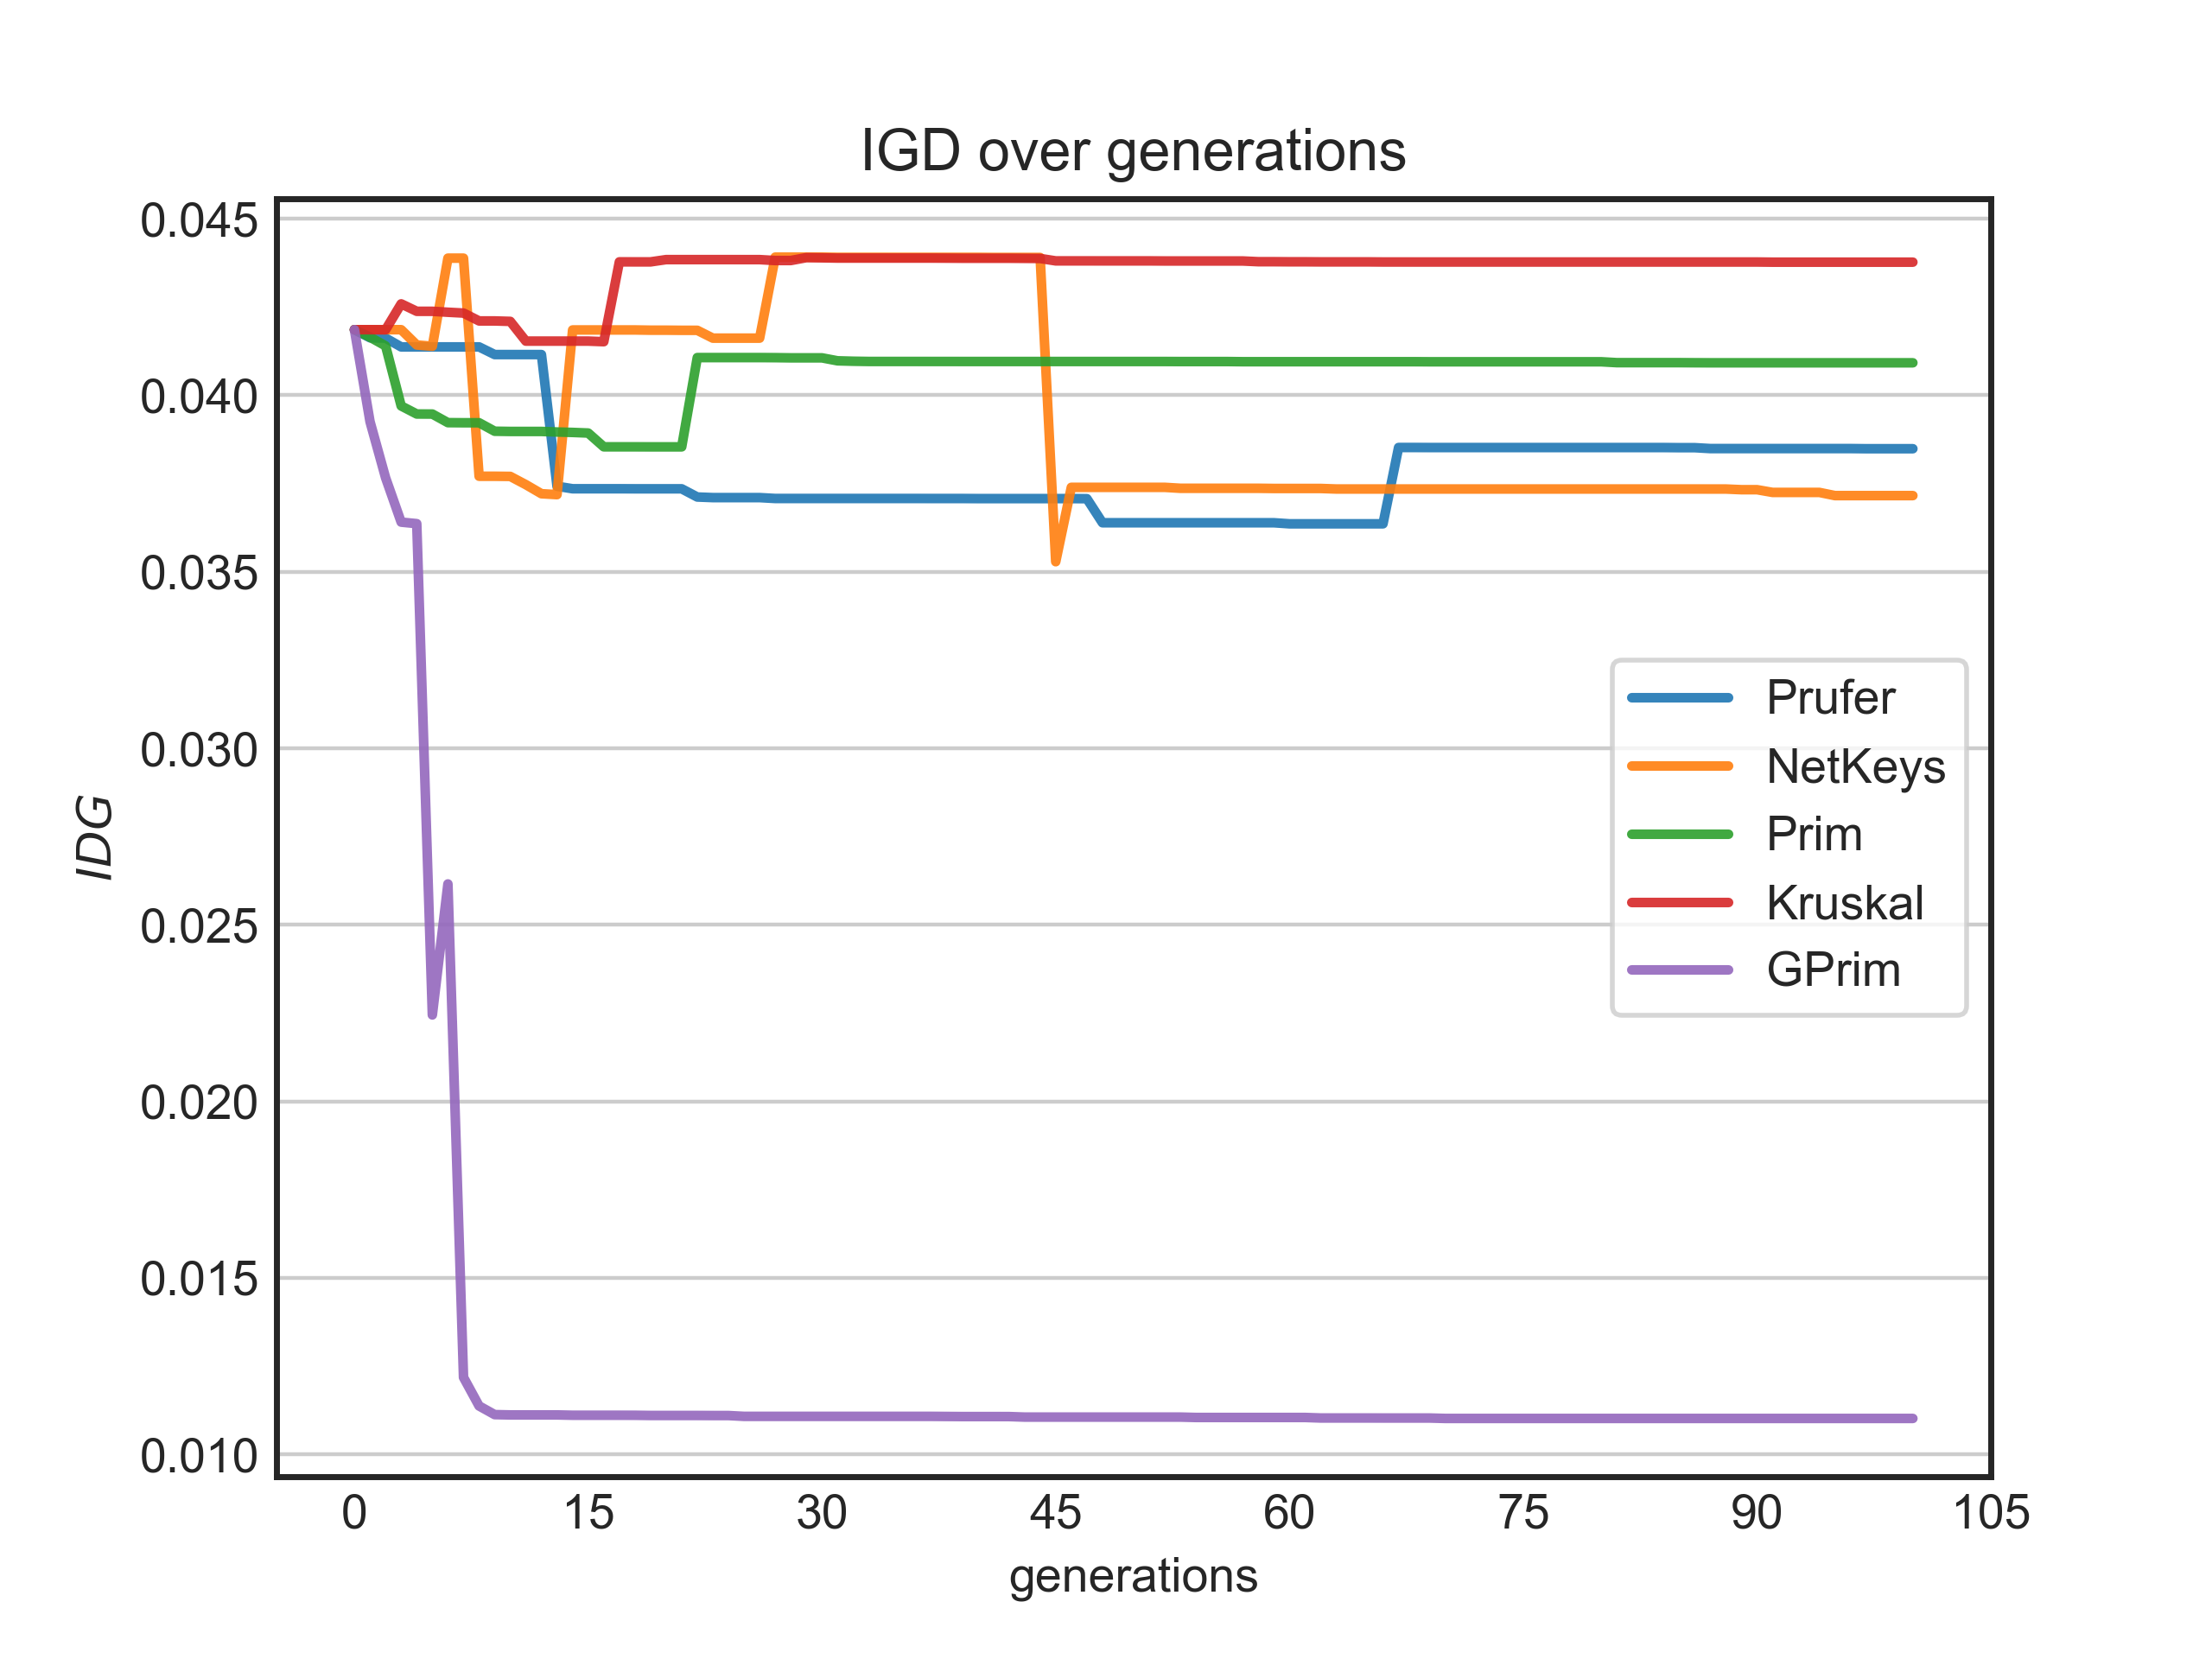 IGD over generations
0.045
0.040
0.035
0.030
0.025
0.020
0.015
0.010
IDG
Prufer
NetKeys
Prim
Kruskal
GPrim
0 15 30 45 60 75 90 105
generations